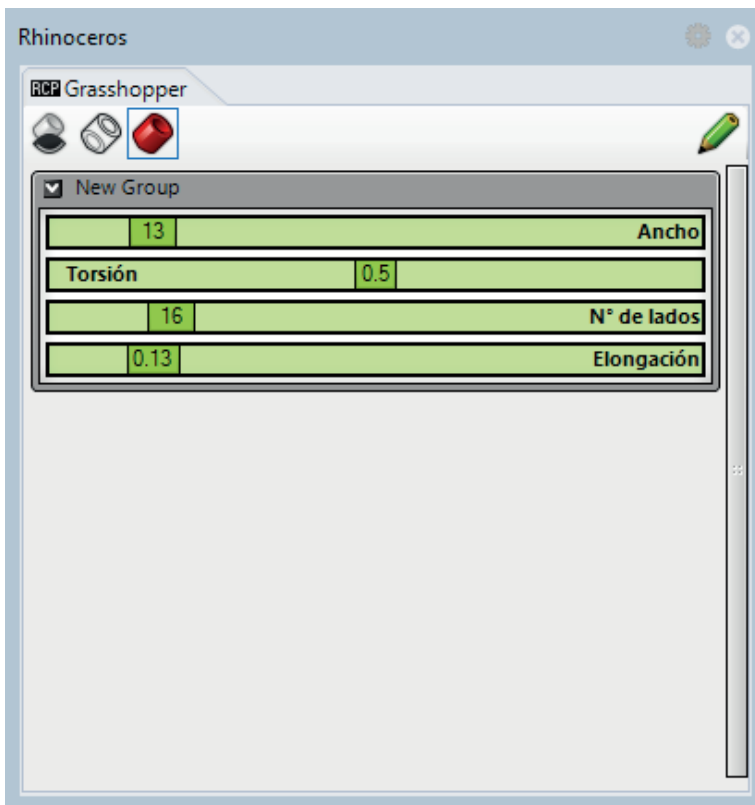 Rhinoceros
RCP Grasshopper
New Group
13 Ancho
Torsión 0.5
16 N° de lados
0.13 Elongación